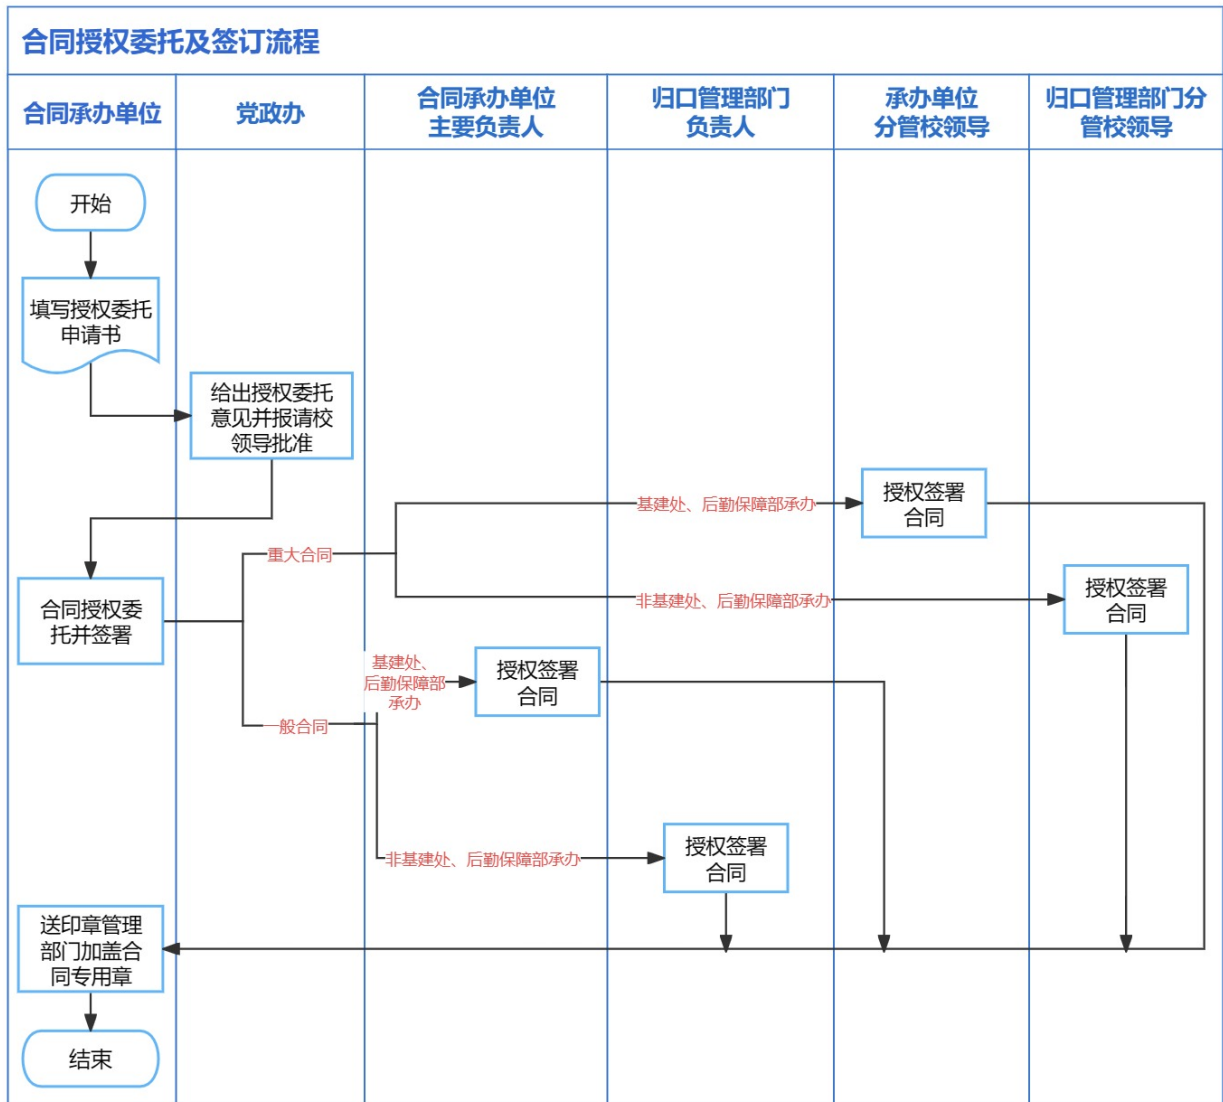 合同授权委托及签订流程
合同承办单位
党政办
合同承办单位
主要负责人
归口管理部门
负责人
承办单位
分管校领导
归口管理部门分
管校领导
开始
填写授权委托
申请书
给出授权委托
意见并报请校
领导批准
基建处、后勤保障部承办
授权签署
合同
重大合同
合同授权委
托并签署
非基建处、后勤保障部承办
授权签署
合同
基建处、
后勤保障部
承办
授权签署
合同
一般合同
非基建处、后勤保障部承办
授权签署
合同
送印章管理
部门加盖合
同专用章
结束